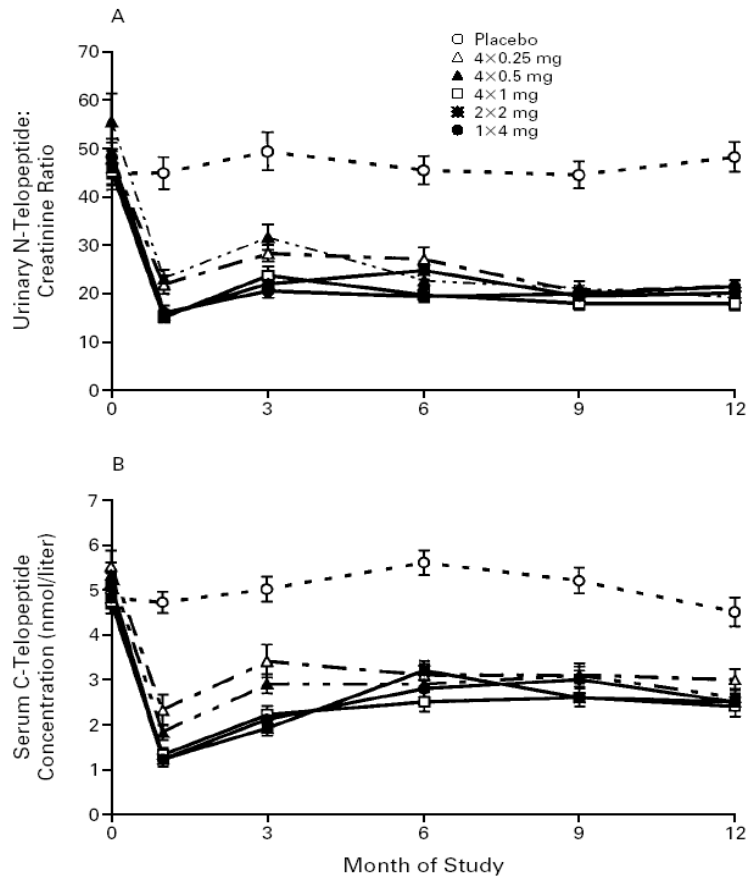 A
Placebo
4×0.25 mg
4×0.5 mg
4×1 mg
2×2 mg
1×4 mg
Urinary N-Telopeptide:
Creatinine Ratio
70
60
50
40
30
20
10
0
0 3 6 9 12
B
Serum C-Telopeptide
Concentration (nmol/liter)
7
6
5
4
3
2
1
0
0 3 6 9 12
Month of Study